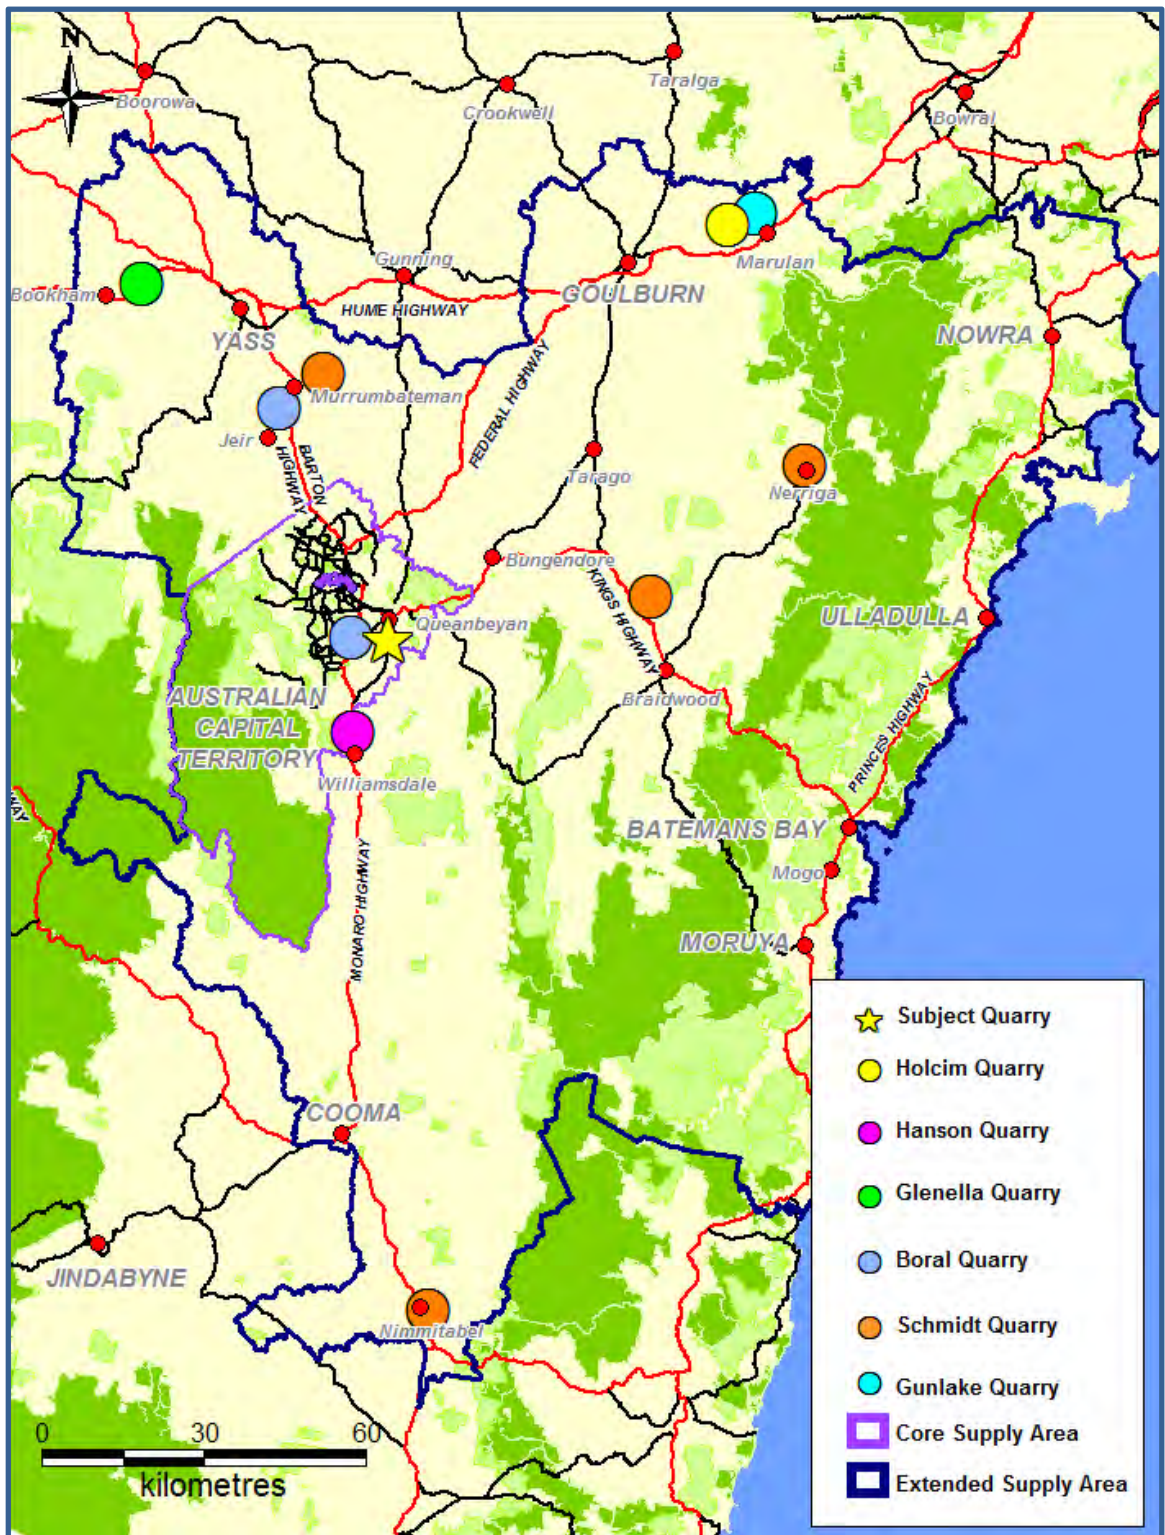 N
Boorowa
Taralga
Crookwell
Bowral
Gunning
Marulan
Bookham
GOULBURN
HUME HIGHWAY
YASS
NOWRA
FEDERAL HIGHWAY
Murrumbateman
Jeir
BARTON
HIGHWAY
Tarago
Nerriga
Bungendore
KINGS HIGHWAY
Queanbeyan
ULLADULLA
AUSTRALIAN
CAPITAL
TERRITORY
Braidwood
PRINCES HIGHWAY
Williamsdale
WAY
BATEMANS BAY
Mogo
MONARO HIGHWAY
MORUYA
COOMA
JINDABYNE
Nimmitabel
Subject Quarry
Holcim Quarry
Hanson Quarry
Glenella Quarry
Boral Quarry
Schmidt Quarry
Gunlake Quarry
Core Supply Area
Extended Supply Area
0 30 60
kilometres